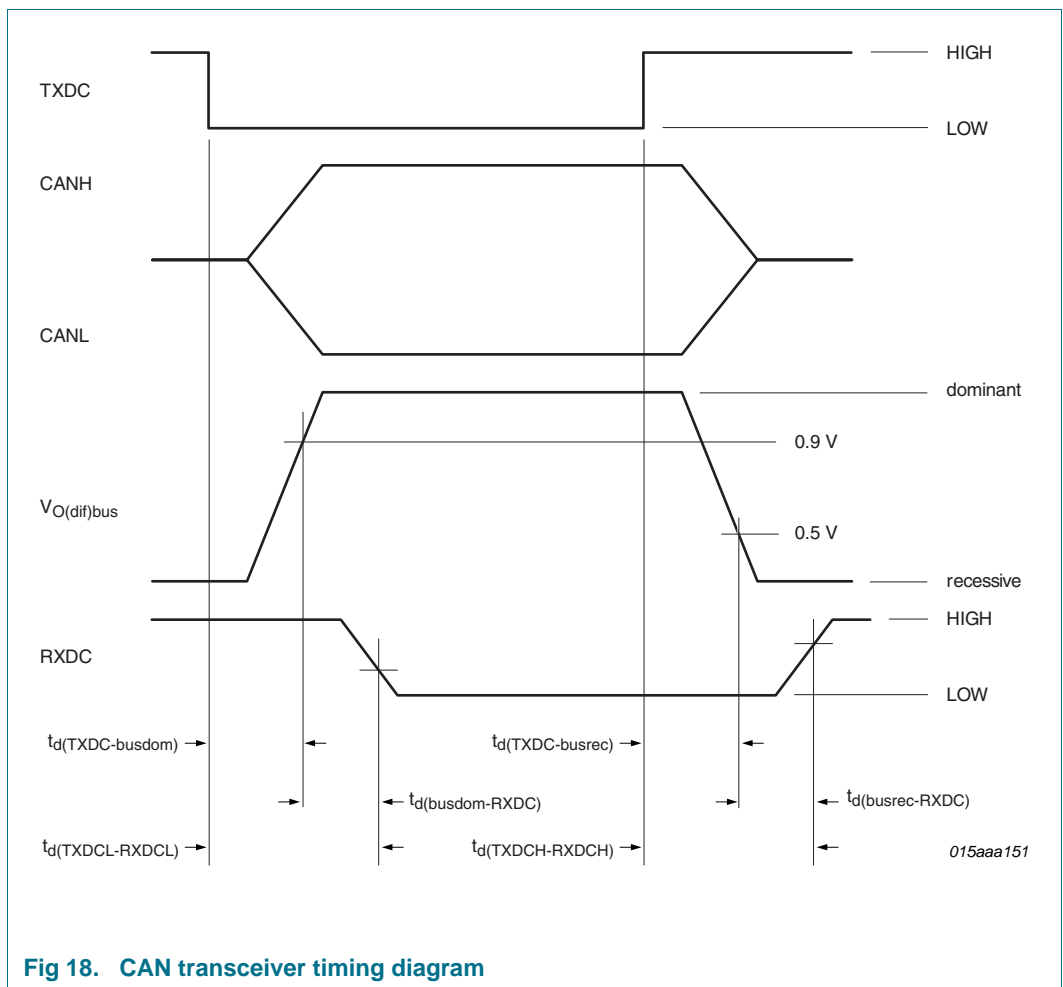 HIGH
TXDC
LOW
CANH
CANL
dominant
0.9 V
VO(dif)bus
0.5 V
recessive
HIGH
RXDC
LOW
td(TXDC-busdom)
td(TXDC-busrec)
td(busdom-RXDC)
td(busrec-RXDC)
td(TXDCL-RXDCL)
td(TXDCH-RXDCH)
015aaa151
Fig 18. CAN transceiver timing diagram